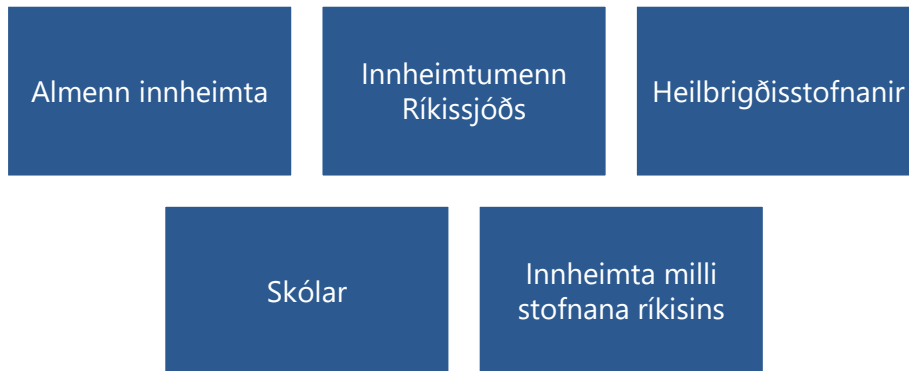 Almenn innheimta
Innheimtumenn
Ríkissjóðs
Heilbrigðisstofnanir
Skólar
Innheimta milli
stofnana ríkisins